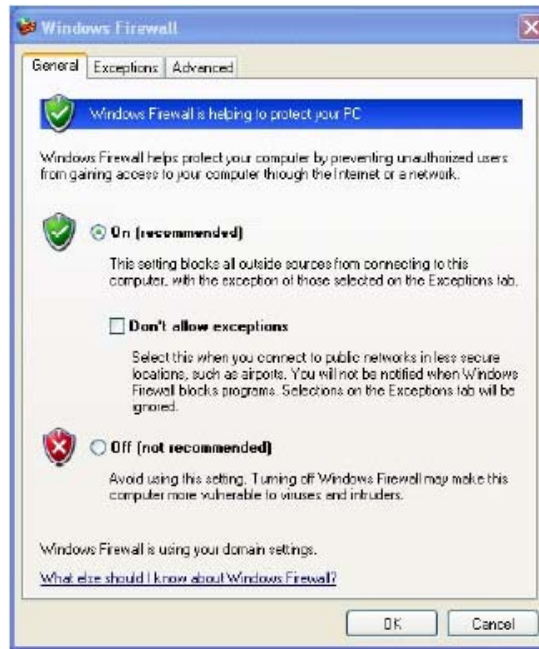 Windows Firewall
General Exceptions Advanced
Windows Firewall is helping to protect your PC
Windows Firewall helps protect your computer by preventing unauthorized users
from gaining access to your computer through the Internet or a network.
On (recommended)
This setting blocks all outside sources from connecting to this
computer, with the exception of those selected on the Exceptions tab.
Don't allow exceptions
Select this when you connect to public networks in less secure
locations, such as airports. You will not be notified when Windows
Firewall blocks programs. Selections on the Exceptions tab will be
ignored.
Off (not recommended)
Avoid using this setting. Turning off Windows Firewall may make this
computer more vulnerable to viruses and intruders.
Windows Firewall is using your domain settings.
What else should I know about Windows Firewall?
OK Cancel